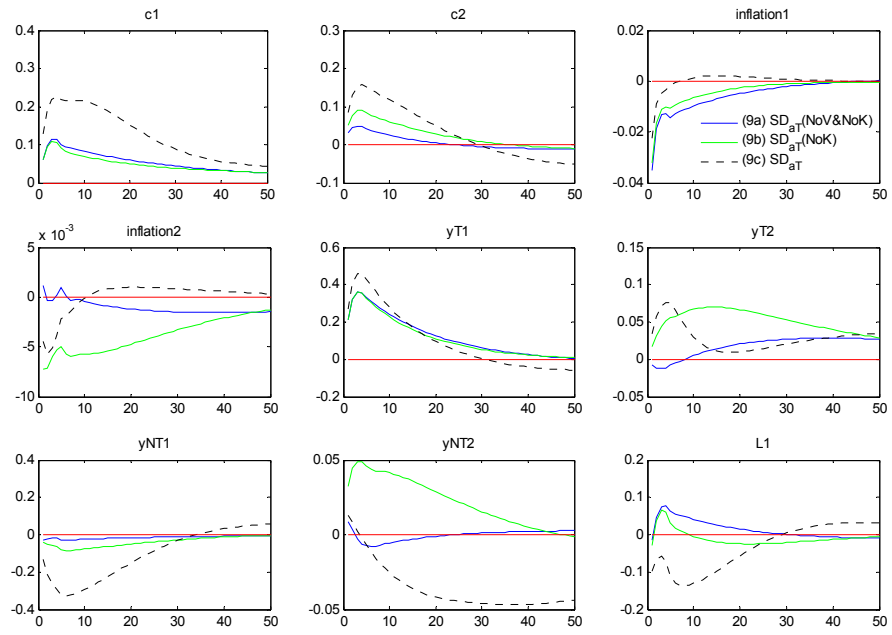 c1
c2
inflation1
0.4
0.3
0.2
0.1
0
0 10 20 30 40 50
0.3
0.2
0.1
0
-0.1
0 10 20 30 40 50
0.02
0
-0.02
-0.04
0 10 20 30 40 50
(9a) SD_aT(NoV&NoK)
(9b) SD_aT(NoK)
(9c) SD_aT
inflation2
yT1
yT2
x 10^-3
5
0
-5
-10
0 10 20 30 40 50
0.6
0.4
0.2
0
-0.2
0 10 20 30 40 50
0.15
0.1
0.05
0
-0.05
0 10 20 30 40 50
yNT1
yNT2
L1
0.4
0.2
0
-0.2
-0.4
0 10 20 30 40 50
0.05
0
-0.05
0 10 20 30 40 50
0.2
0.1
0
-0.1
-0.2
0 10 20 30 40 50